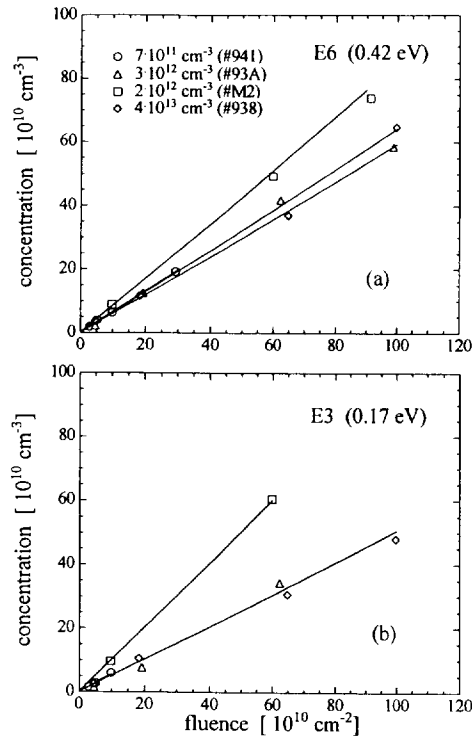 100
E6 (0.42 eV)
○ 7·10¹¹ cm⁻³ (#941)
△ 3·10¹² cm⁻³ (#93A)
□ 2·10¹² cm⁻³ (#M2)
◇ 4·10¹³ cm⁻³ (#938)
80
60
40
20
0
concentration [ 10¹⁰ cm⁻³]
(a)
0 20 40 60 80 100 120
100
E3 (0.17 eV)
80
60
40
20
0
concentration [ 10¹⁰ cm⁻³]
(b)
0 20 40 60 80 100 120
fluence [ 10¹⁰ cm⁻²]